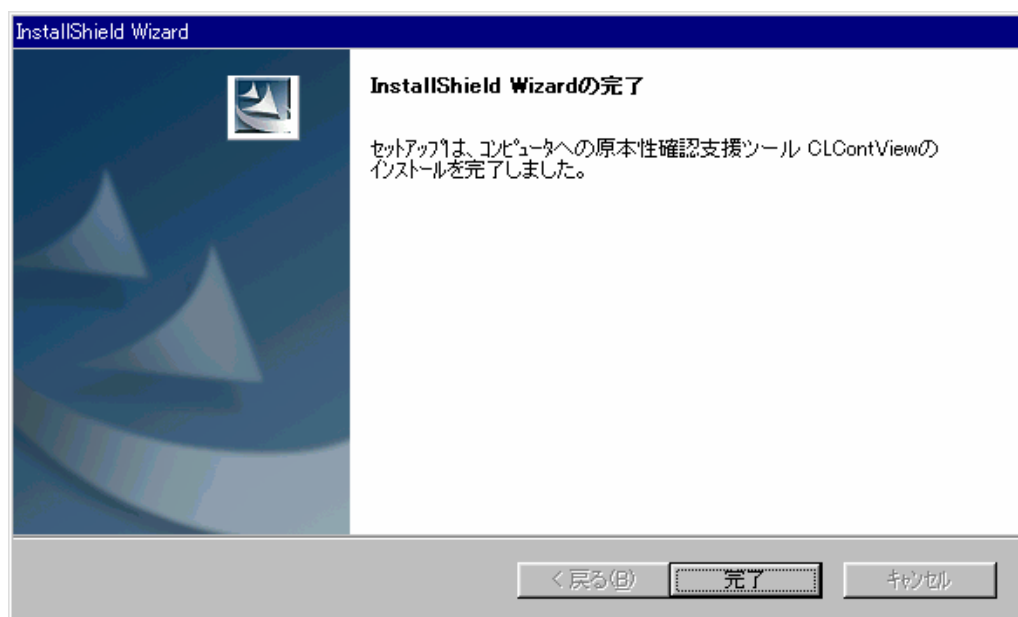 InstallShield Wizard
InstallShield Wizardの完了
セットアップは、コンピュータへの原本性確認支援ツール CLContViewの
インストールを完了しました。
< 戻る(B)
完了
キャンセル